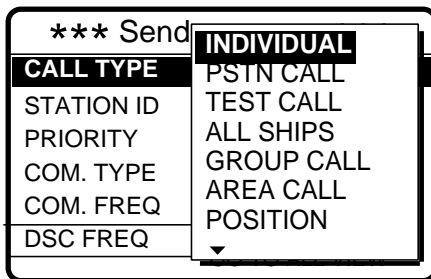 *** Send
CALL TYPE
STATION ID
PRIORITY
COM. TYPE
COM. FREQ
DSC FREQ
INDIVIDUAL
PSTN CALL
TEST CALL
ALL SHIPS
GROUP CALL
AREA CALL
POSITION